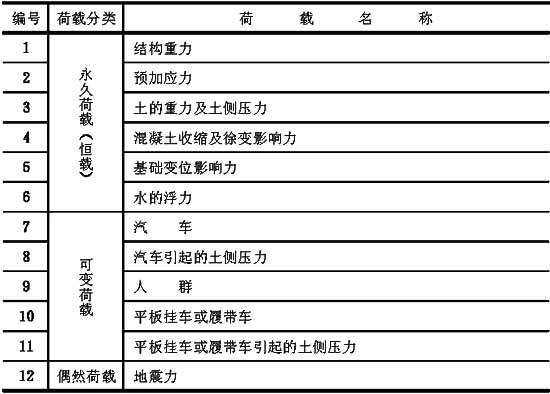 编号 荷载分类 荷 载 名 称
1 结构重力
2 预加应力
3 土的重力及土侧压力
4 混凝土收缩及徐变影响力
5 基础变位影响力
6 水的浮力
永久荷载(恒载)
7 汽 车
8 汽车引起的土侧压力
9 人 群
10 平板挂车或履带车
11 平板挂车或履带车引起的土侧压力
可变荷载
12 偶然荷载 地震力